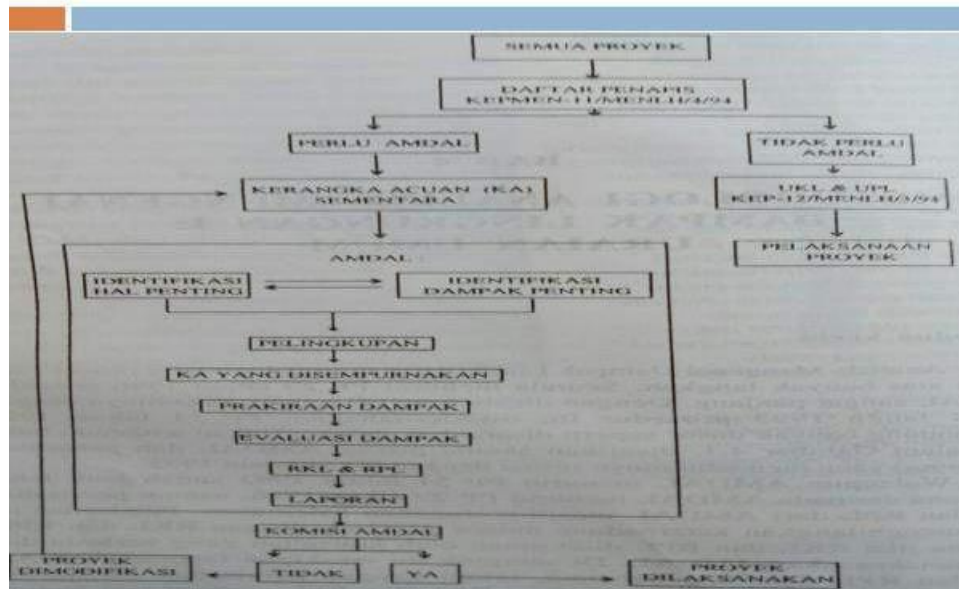 SEMUA PROYEK
DAFTAR PENAPIS
KEPMEN-11/MENLH/4/94
PERLU AMDAL
TIDAK PERLU
AMDAL
KERANGKA ACUAN (KA)
SEMENTARA
UKL & UPL
KEP-12/MENLH/3/94
PELAKSANAAN
PROYEK
AMDAL
IDENTIFIKASI
HAL PENTING
IDENTIFIKASI
DAMPAK PENTING
PELINGKUPAN
KA YANG DISEMPURNAKAN
PRAKIRAAN DAMPAK
EVALUASI DAMPAK
RKL & RPL
LAPORAN
KOMISI AMDAL
PROYEK
DIMODIFIKASI
TIDAK
YA
PROYEK
DILAKSANAKAN